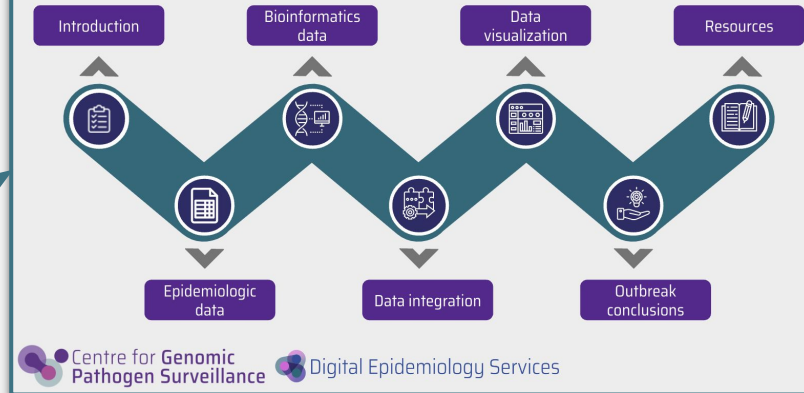 Introduction
Bioinformatics
data
Data
visualization
Resources
Epidemiologic
data
Data integration
Outbreak
conclusions
Centre for Genomic
Pathogen Surveillance
Digital Epidemiology Services